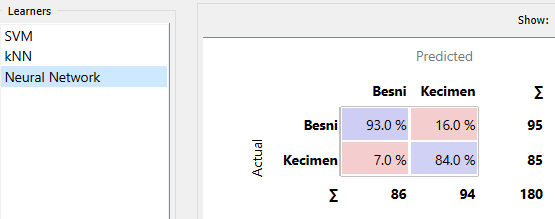 Learners
SVM
kNN
Neural Network
Show:
Predicted
Besni Kecimen Σ
Actual
Besni 93.0 % 16.0 % 95
Kecimen 7.0 % 84.0 % 85
Σ 86 94 180